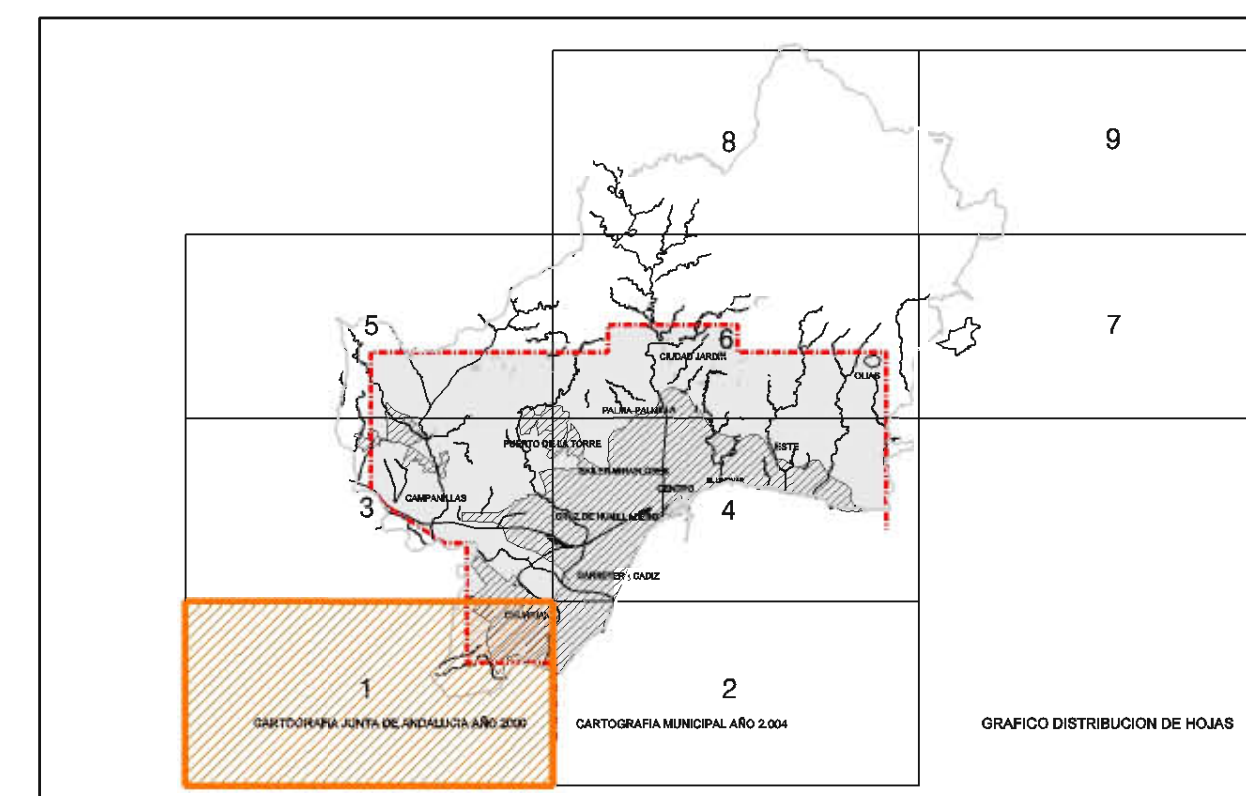 8
9
5
6
7
CIUDAD JARDIN
OLIAS
PALMA-PALMILLA
PUERTO DE LA TORRE
ESTE
CENTRO
CAMPANILLAS
3
4
CRUZ DE HUMILLADERO
CADIZ
1
2
CARTOGRAFIA JUNTA DE ANDALUCIA AÑO
CARTOGRAFIA MUNICIPAL AÑO 2.004
GRAFICO DISTRIBUCION DE HOJAS